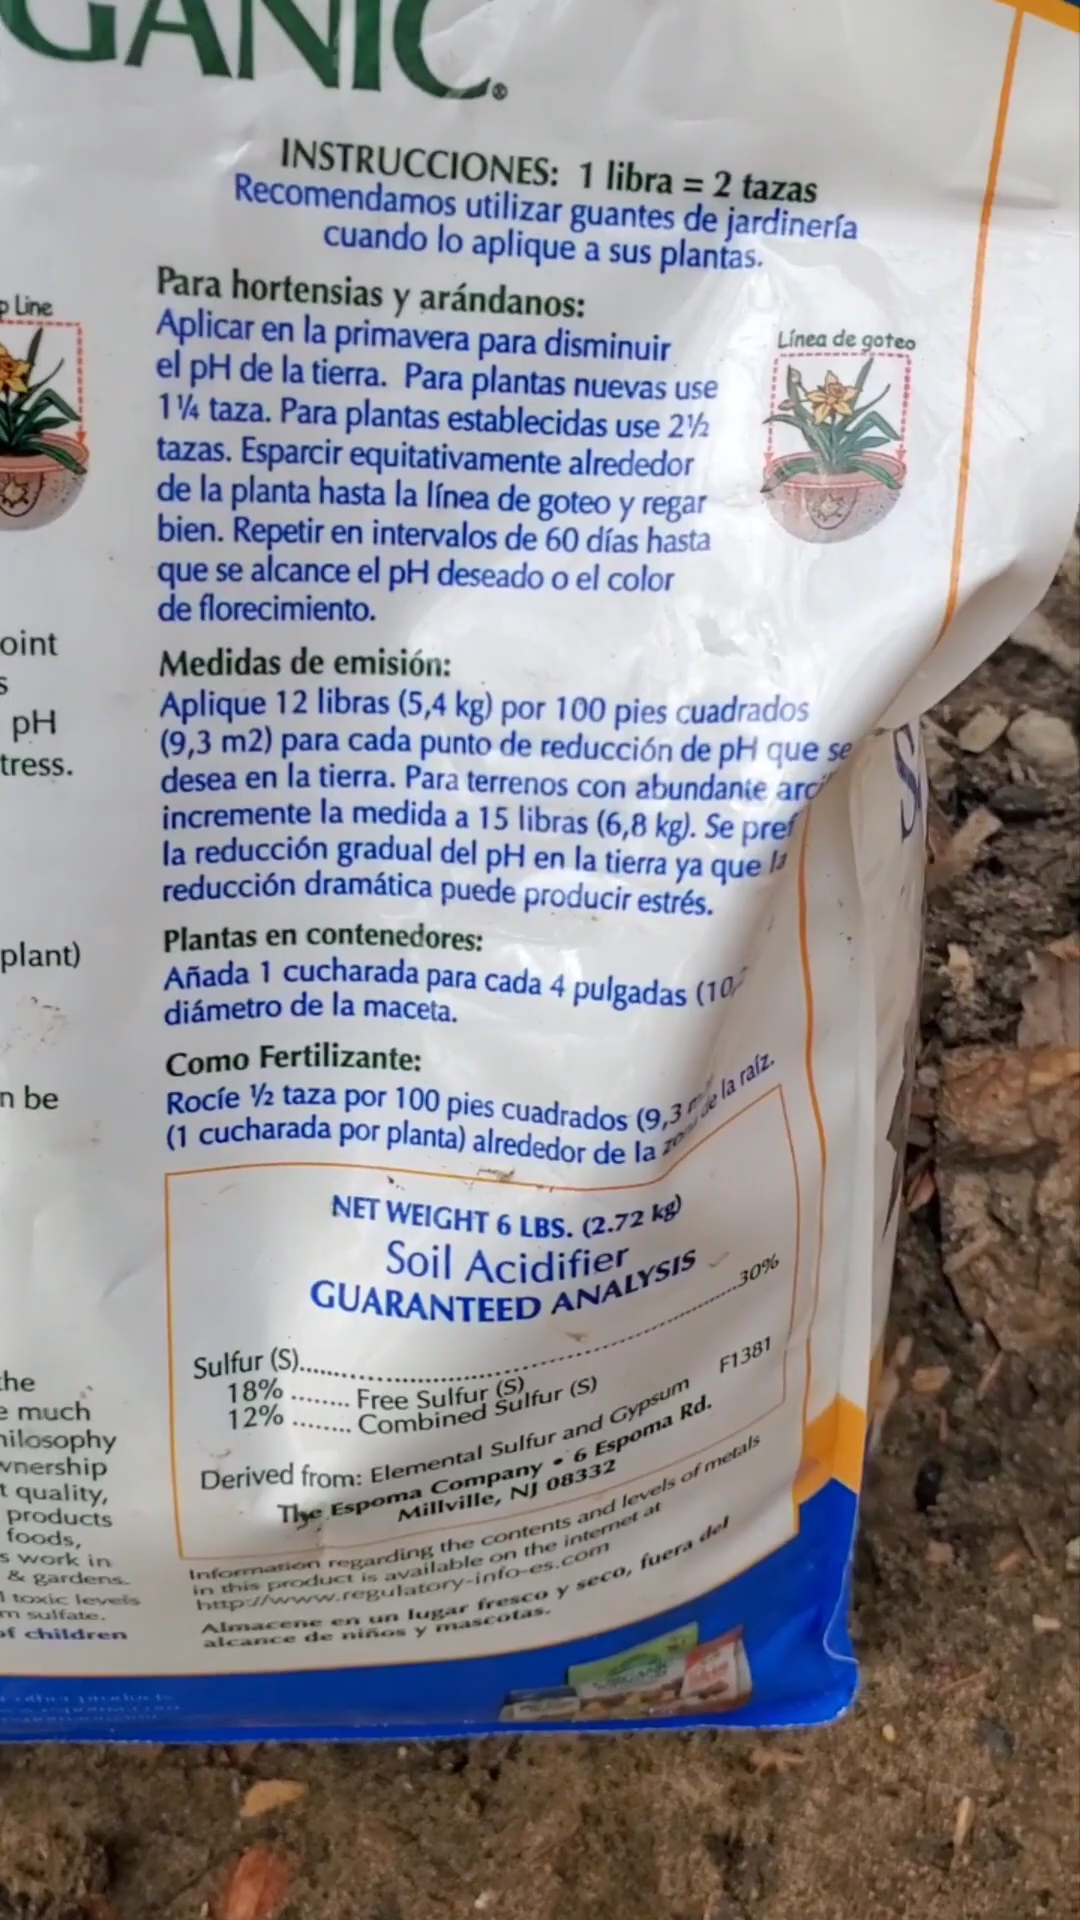 GANIC®
INSTRUCCIONES: 1 libra = 2 tazas
Recomendamos utilizar guantes de jardinería
cuando lo aplique a sus plantas.
Para hortensias y arándanos:
Aplicar en la primavera para disminuir
el pH de la tierra. Para plantas nuevas use
1¼ taza. Para plantas establecidas use 2½
tazas. Esparcir equitativamente alrededor
de la planta hasta la línea de goteo y regar
bien. Repetir en intervalos de 60 días hasta
que se alcance el pH deseado o el color
de florecimiento.
Línea de goteo
Medidas de emisión:
Aplique 12 libras (5,4 kg) por 100 pies cuadrados
(9,3 m2) para cada punto de reducción de pH que se
desea en la tierra. Para terrenos con abundante arc
incremente la medida a 15 libras (6,8 kg). Se pref
la reducción gradual del pH en la tierra ya que la
reducción dramática puede producir estrés.
Plantas en contenedores:
Añada 1 cucharada para cada 4 pulgadas (10,
diámetro de la maceta.
Como Fertilizante:
Rocíe ½ taza por 100 pies cuadrados (9,3 m
(1 cucharada por planta) alrededor de la zona de la raíz.
NET WEIGHT 6 LBS. (2.72 kg)
Soil Acidifier
GUARANTEED ANALYSIS
Sulfur (S)..............................30%
18% ........ Free Sulfur (S)
12% ....... Combined Sulfur (S)
F1381
Derived from: Elemental Sulfur and Gypsum
The Espoma Company • 6 Espoma Rd.
Millville, NJ 08332
Information regarding the contents and levels of metals
in this product is available on the internet at
http://www.regulatory-info-es.com
Almacene en un lugar fresco y seco, fuera del
alcance de niños y mascotas.
p Line
oint
s
pH
tress.
plant)
n be
the
e much
hilosophy
wnership
t quality,
products
foods,
s work in
& gardens.
l toxic levels
m sulfate.
of children